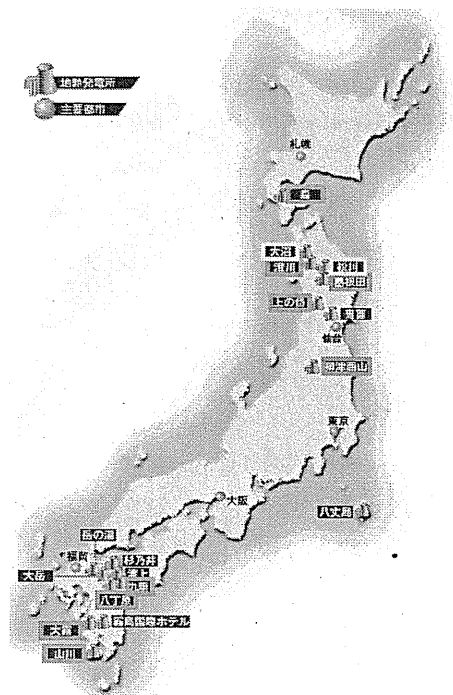 地熱発電所
主要都市
札幌
森
大沼
澄川
松川
葛根田
上の岱
鬼首
仙台
柳津西山
東京
大阪
八丈島
岳の湯
福岡
杉乃井
滝上
大岳
九重
八丁原
大霧
霧島国際ホテル
山川